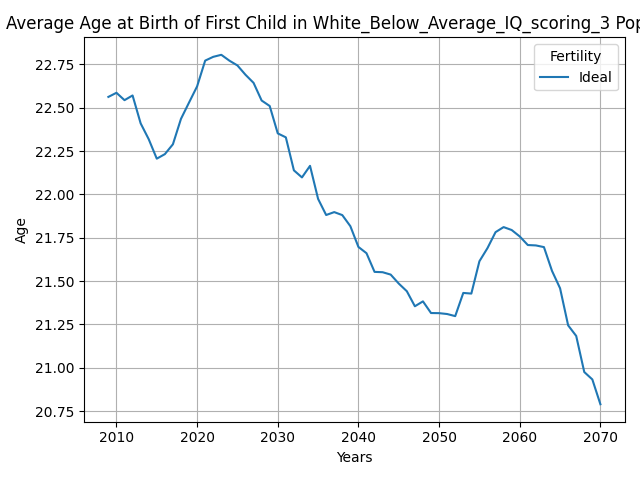 Average Age at Birth of First Child in White_Below_Average_IQ_scoring_3 Pop
Fertility
Ideal
22.75
22.50
22.25
22.00
21.75
21.50
21.25
21.00
20.75
Age
2010 2020 2030 2040 2050 2060 2070
Years